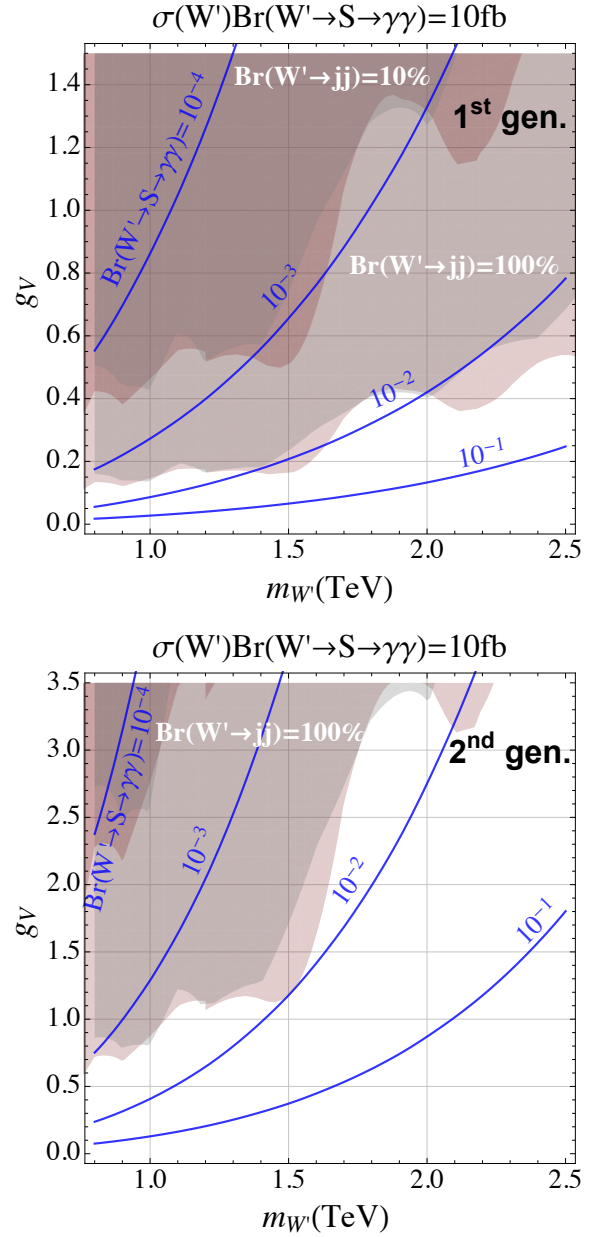 σ(W')Br(W'→S→γγ)=10fb
Br(W'→jj)=10%
1st gen.
Br(W'→S→γγ)=10−4
Br(W'→jj)=100%
10−3
10−2
10−1
gV
1.4
1.2
1.0
0.8
0.6
0.4
0.2
0.0
1.0 1.5 2.0 2.5
mW'(TeV)
σ(W')Br(W'→S→γγ)=10fb
Br(W'→jj)=100%
2nd gen.
Br(W'→S→γγ)=10−4
10−3
10−2
10−1
gV
3.5
3.0
2.5
2.0
1.5
1.0
0.5
0.0
1.0 1.5 2.0 2.5
mW'(TeV)